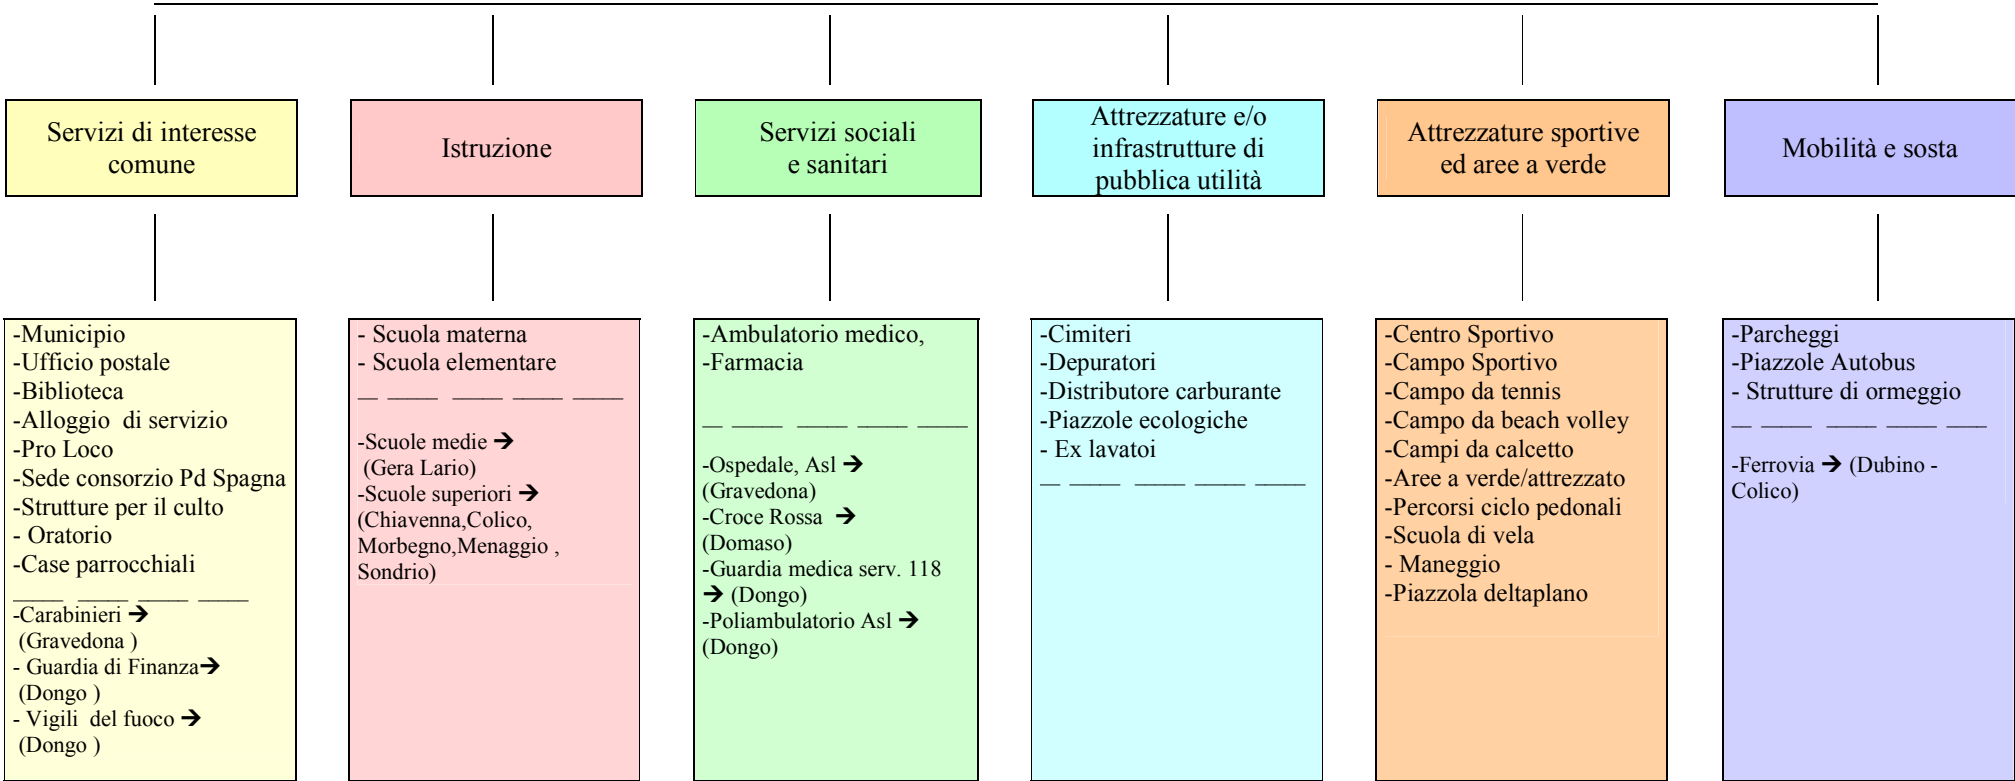 Servizi di interesse
comune
Istruzione
Servizi sociali
e sanitari
Attrezzature e/o
infrastrutture di
pubblica utilità
Attrezzature sportive
ed aree a verde
Mobilità e sosta
-Municipio
-Ufficio postale
-Biblioteca
-Alloggio  di servizio
-Pro Loco
-Sede consorzio Pd Spagna
-Strutture per il culto
- Oratorio
-Case parrocchiali
-Carabinieri ➔
(Gravedona )
- Guardia di Finanza➔
(Dongo )
- Vigili  del fuoco ➔
(Dongo )
- Scuola materna
- Scuola elementare
-Scuole medie ➔
(Gera Lario)
-Scuole superiori ➔
(Chiavenna,Colico,
Morbegno,Menaggio ,
Sondrio)
-Ambulatorio medico,
-Farmacia
-Ospedale, Asl ➔
(Gravedona)
-Croce Rossa  ➔
(Domaso)
-Guardia medica serv. 118
➔ (Dongo)
-Poliambulatorio Asl ➔
(Dongo)
-Cimiteri
-Depuratori
-Distributore carburante
-Piazzole ecologiche
- Ex lavatoi
-Centro Sportivo
-Campo Sportivo
-Campo da tennis
-Campo da beach volley
-Campi da calcetto
-Aree a verde/attrezzato
-Percorsi ciclo pedonali
-Scuola di vela
- Maneggio
-Piazzola deltaplano
-Parcheggi
-Piazzole Autobus
- Strutture di ormeggio
-Ferrovia ➔ (Dubino -
Colico)